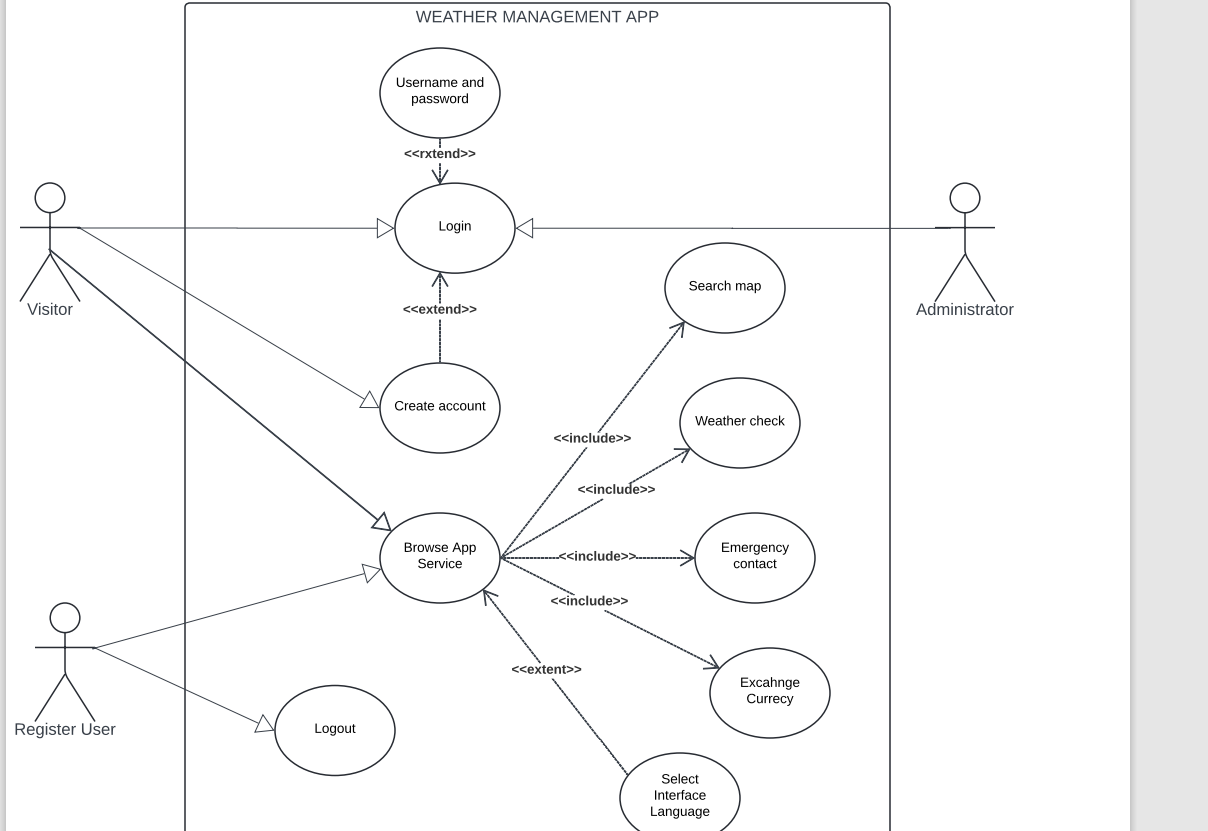 WEATHER MANAGEMENT APP
Username and
password
<<rxtend>>
Login
Visitor
Administrator
Search map
<<extend>>
Create account
Weather check
<<include>>
<<include>>
Browse App
Service
<<include>>
Emergency
contact
<<include>>
<<extent>>
Excahnge
Currecy
Register User
Logout
Select
Interface
Language